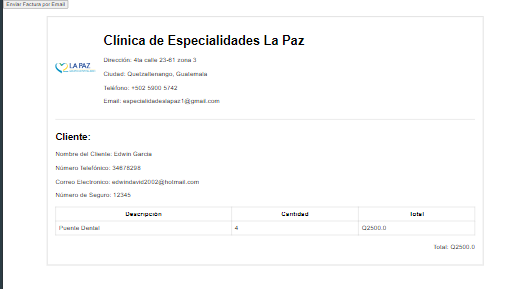 Enviar Factura por Email
Clínica de Especialidades La Paz
LA PAZ
Dirección: 4ta calle 23-61 zona 3
Ciudad: Quetzaltenango, Guatemala
Teléfono: +502 5900 5742
Email: especialidadeslapaz1@gmail.com
Cliente:
Nombre del Cliente: Edwin Garcia
Número Telefónico: 34678298
Correo Electronico: edwindavid2002@hotmail.com
Número de Seguro: 12345
Descripción Cantidad Total
Puente Dental 4 Q2500.0
Total: Q2500.0